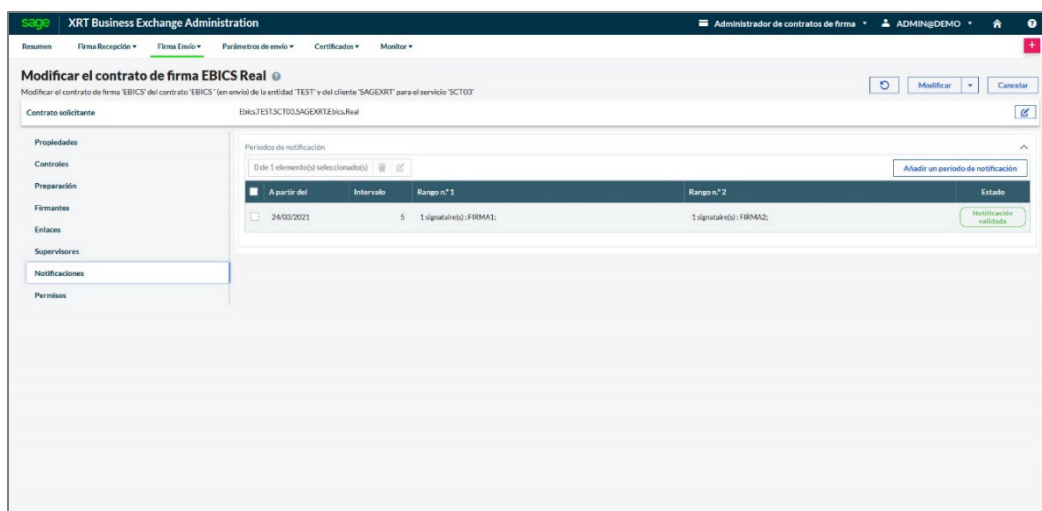 sage XRT Business Exchange Administration Administrador de contratos de firma ADMIN@DEMO
Resumen Firma Recepción Firma Envío Parámetros de envío Certificados Monitor +
Modificar el contrato de firma EBICS Real
Modificar Cancelar
Modificar el contrato de firma 'EBICS' del contrato 'EBICS ' (en envío) de la entidad 'TEST' y del cliente 'SAGEXRT' para el servicio 'SCT03'
Contrato solicitante Ebics.TEST.SCT03.SAGEXRT.Ebics.Real
Propiedades
Controles
Preparación
Firmantes
Enlaces
Supervisores
Notificaciones
Permisos
Periodos de notificación
0 de 1 elemento(s) seleccionado(s) Añadir un periodo de notificación
A partir del Intervalo Rango n.º 1 Rango n.º 2 Estado
24/03/2021 5 1 signataire(s) : FIRMA1; 1 signataire(s) : FIRMA2; Notificación validada